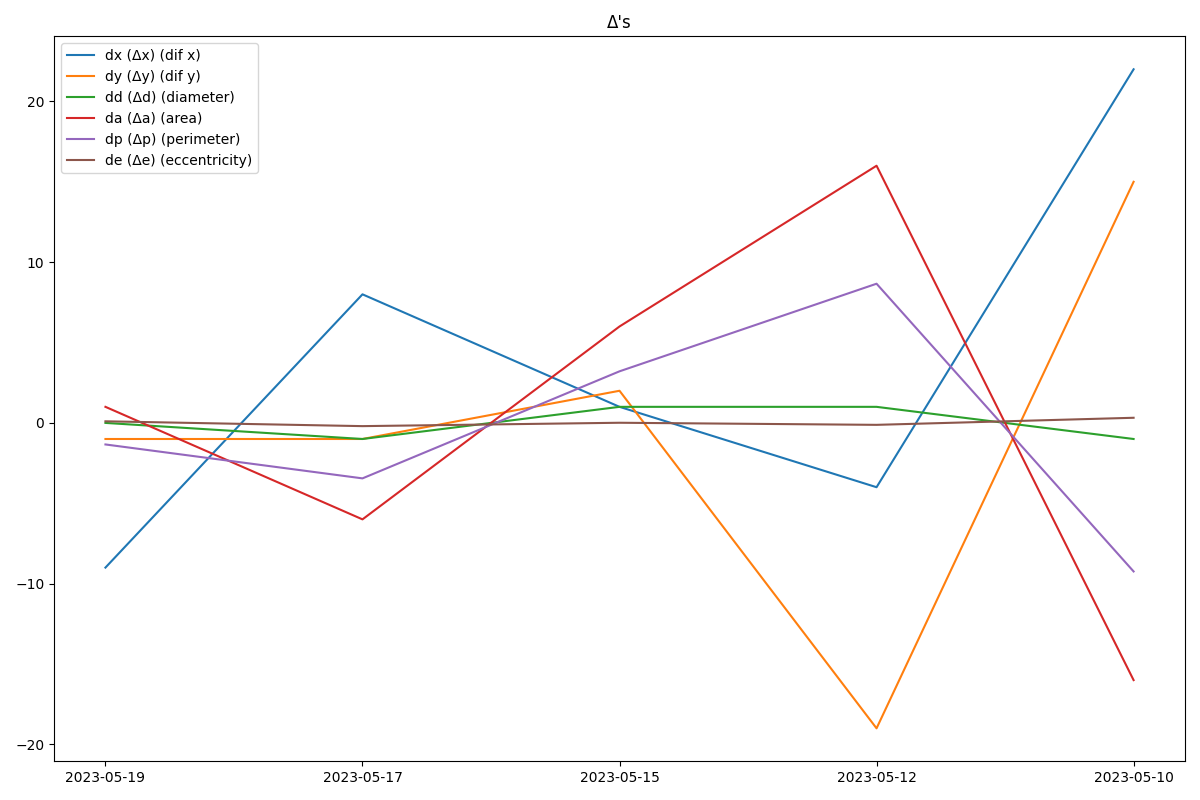 Δ's
dx (Δx) (dif x)
dy (Δy) (dif y)
dd (Δd) (diameter)
da (Δa) (area)
dp (Δp) (perimeter)
de (Δe) (eccentricity)
20
10
0
−10
−20
2023-05-19 2023-05-17 2023-05-15 2023-05-12 2023-05-10